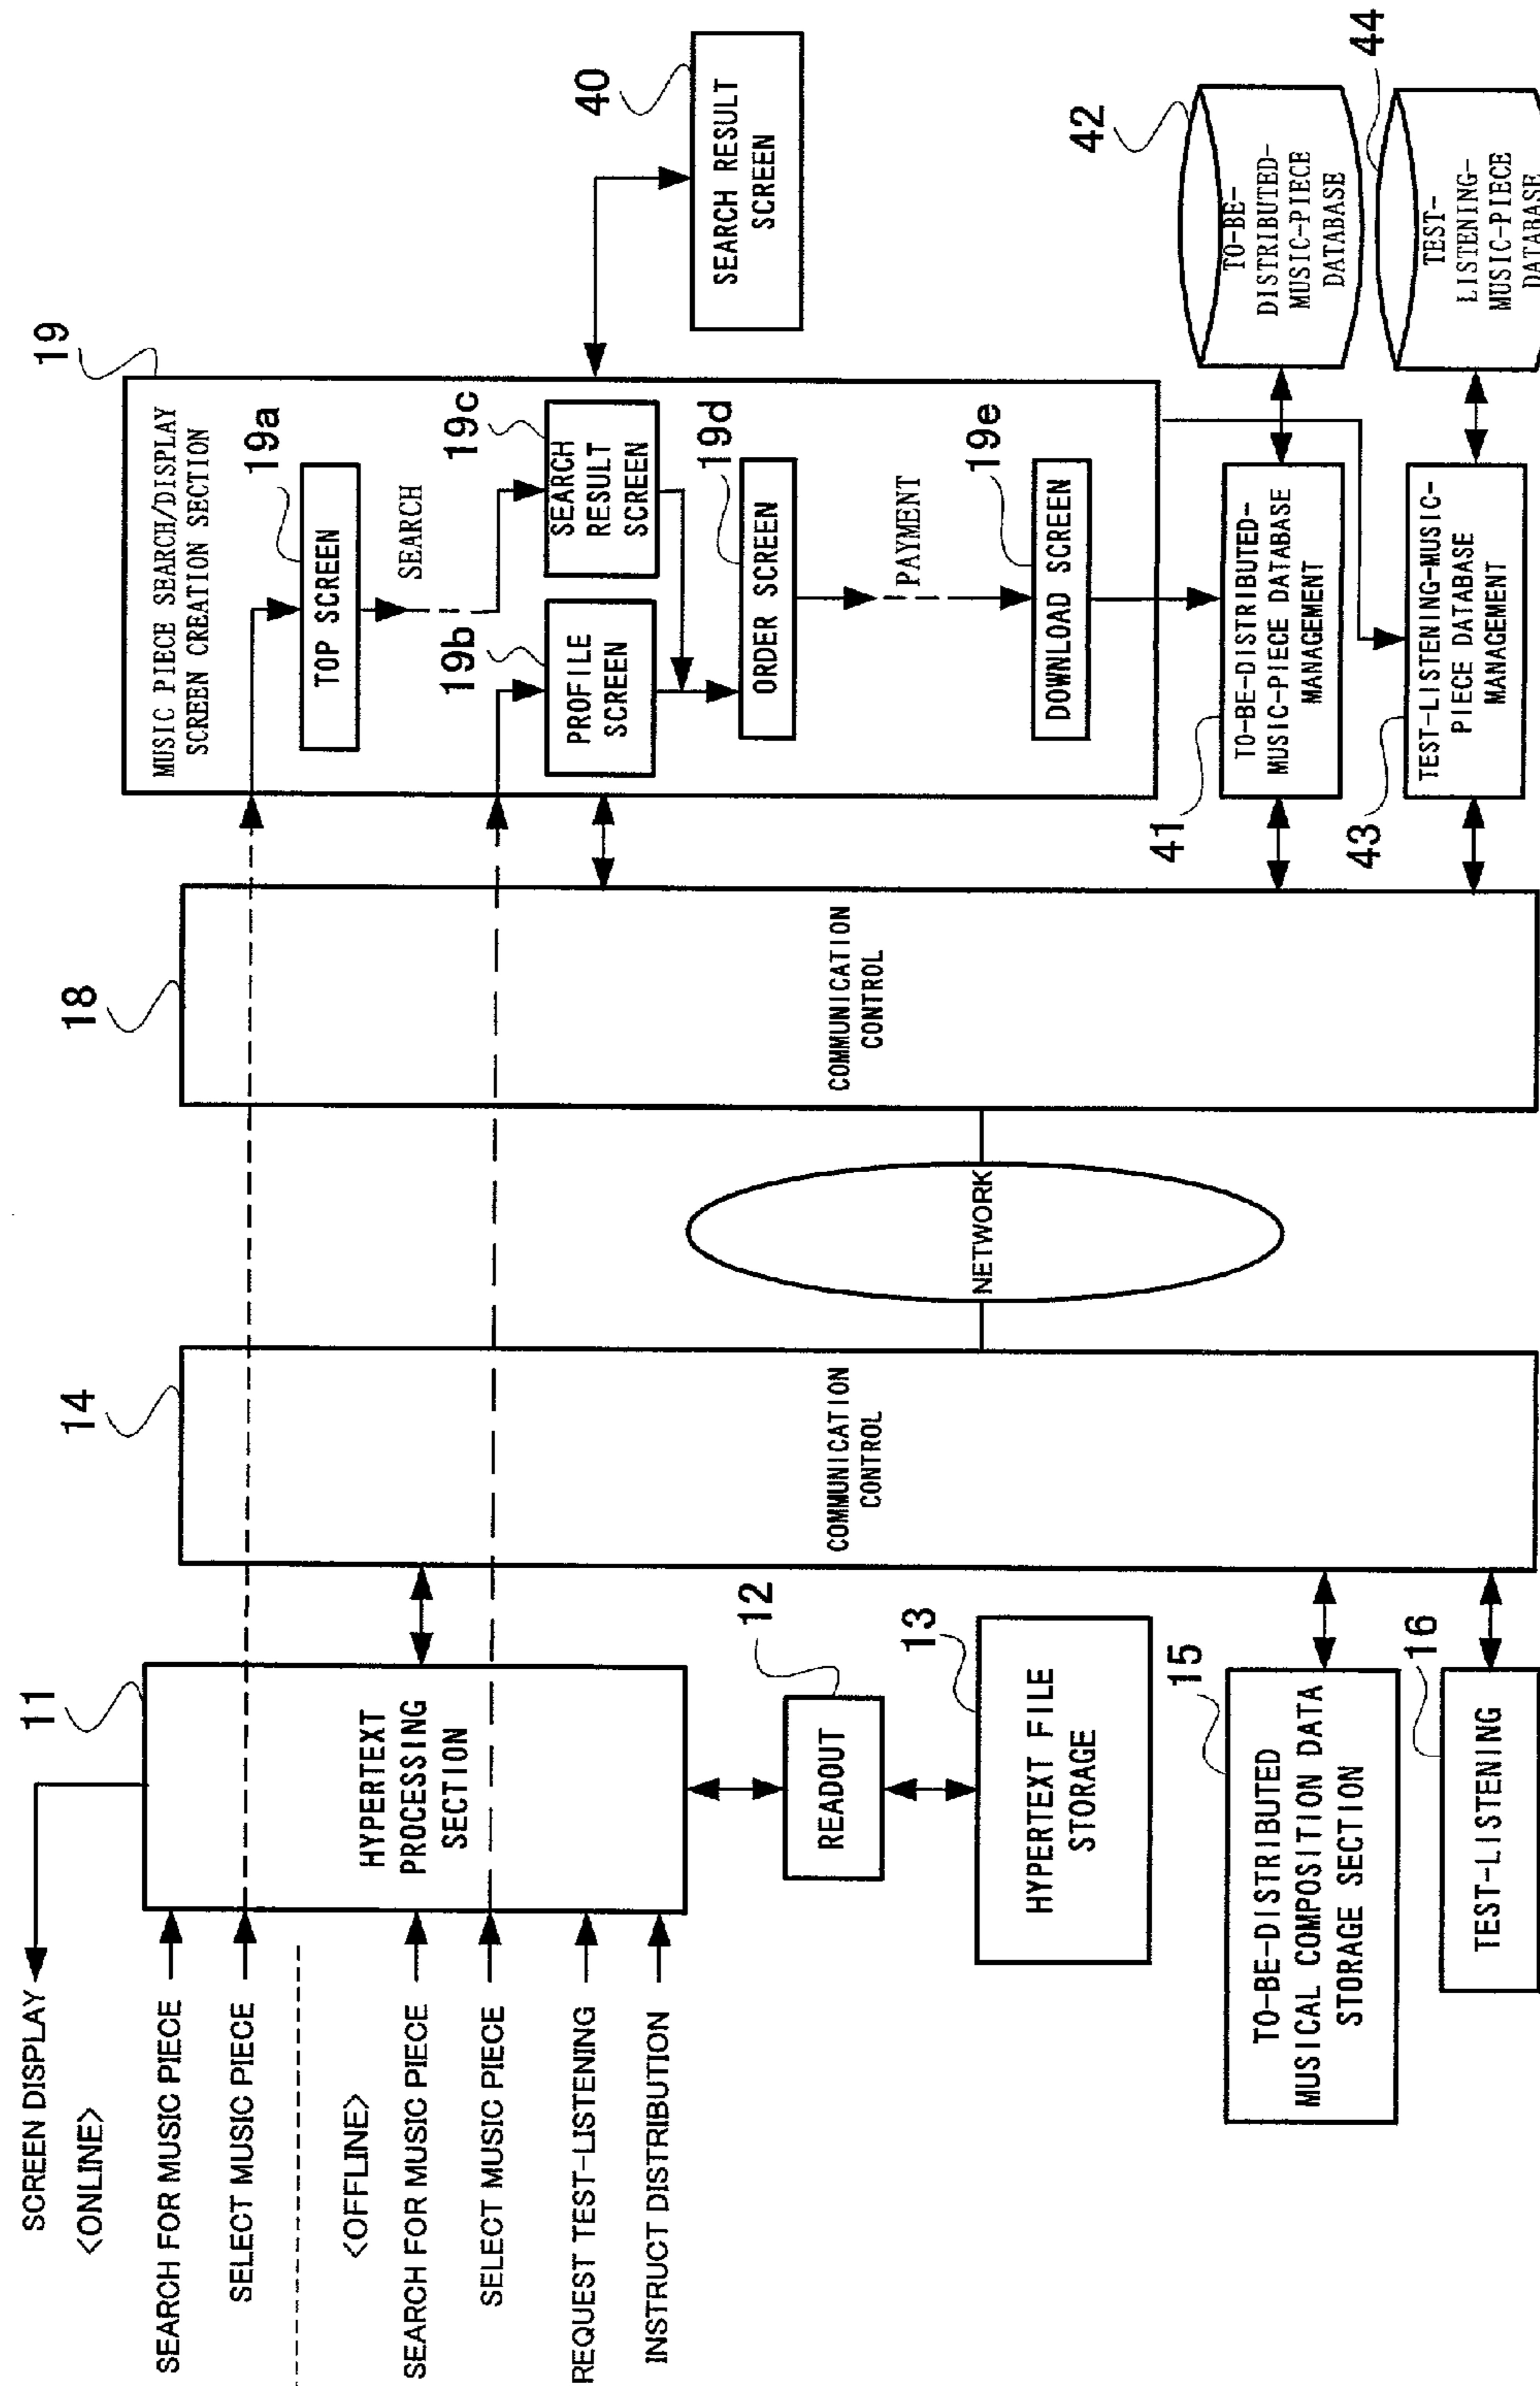 SCREEN DISPLAY
<ONLINE>
SEARCH FOR MUSIC PIECE
SELECT MUSIC PIECE
<OFFLINE>
SEARCH FOR MUSIC PIECE
SELECT MUSIC PIECE
REQUEST TEST-LISTENING
INSTRUCT DISTRIBUTION
11
HYPERTEXT
PROCESSING
SECTION
12
READOUT
13
HYPERTEXT FILE
STORAGE
15
TO-BE-DISTRIBUTED
MUSICAL COMPOSITION DATA
STORAGE SECTION
16
TEST-LISTENING
14
COMMUNICATION
CONTROL
NETWORK
18
COMMUNICATION
CONTROL
19
MUSIC PIECE SEARCH/DISPLAY
SCREEN CREATION SECTION
19a
TOP SCREEN
SEARCH
19b
PROFILE
SCREEN
19c
SEARCH
RESULT
SCREEN
19d
ORDER SCREEN
PAYMENT
19e
DOWNLOAD SCREEN
40
SEARCH RESULT
SCREEN
41
TO-BE-DISTRIBUTED-
MUSIC-PIECE DATABASE
MANAGEMENT
42
TO-BE-
DISTRIBUTED-
MUSIC-PIECE
DATABASE
43
TEST-LISTENING-MUSIC-
PIECE DATABASE
MANAGEMENT
44
TEST-
LISTENING-
MUSIC-PIECE
DATABASE